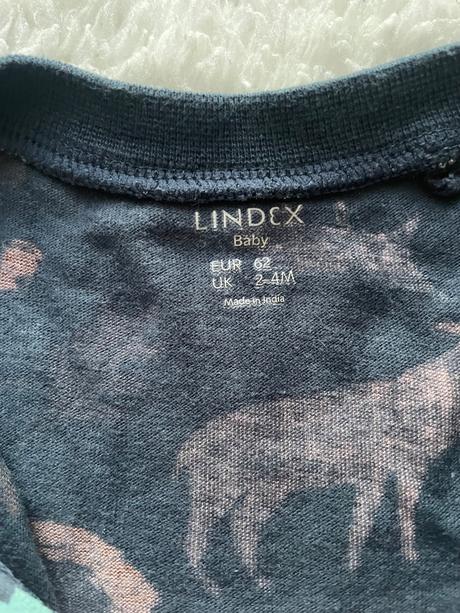 LINDEX
Baby
EUR 62
UK 2-4M
Made in India